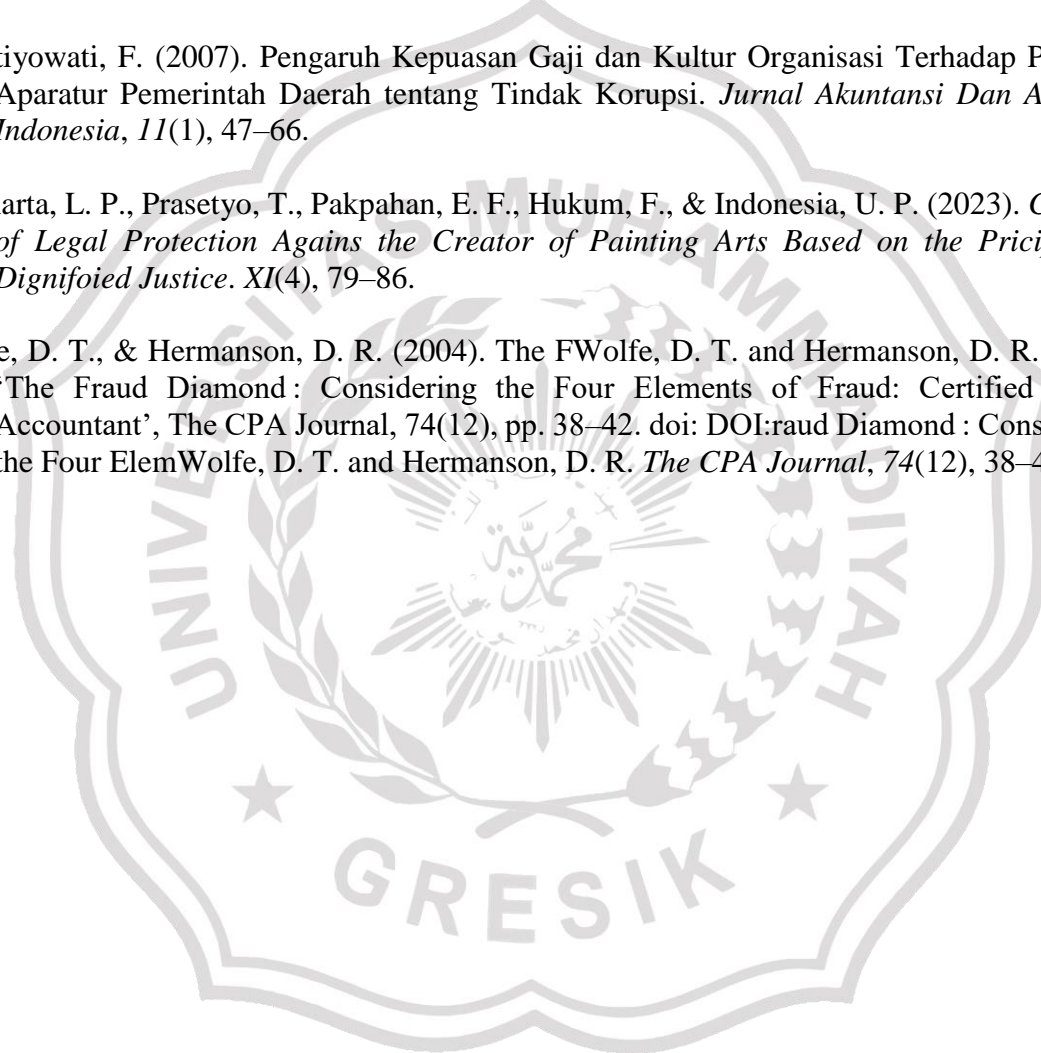 tiyowati, F. (2007). Pengaruh Kepuasan Gaji dan Kultur Organisasi Terhadap P
Aparatur Pemerintah Daerah tentang Tindak Korupsi. Jurnal Akuntansi Dan A
Indonesia, 11(1), 47–66.
arta, L. P., Prasetyo, T., Pakpahan, E. F., Hukum, F., & Indonesia, U. P. (2023). C
of Legal Protection Agains the Creator of Painting Arts Based on the Pricip
Dignifoied Justice. XI(4), 79–86.
e, D. T., & Hermanson, D. R. (2004). The FWolfe, D. T. and Hermanson, D. R.
‘The Fraud Diamond : Considering the Four Elements of Fraud: Certified
Accountant’, The CPA Journal, 74(12), pp. 38–42. doi: DOI:raud Diamond : Cons
the Four ElemWolfe, D. T. and Hermanson, D. R. The CPA Journal, 74(12), 38–4
UNIVERSITAS MUHAMMADIYAH
GRESIK